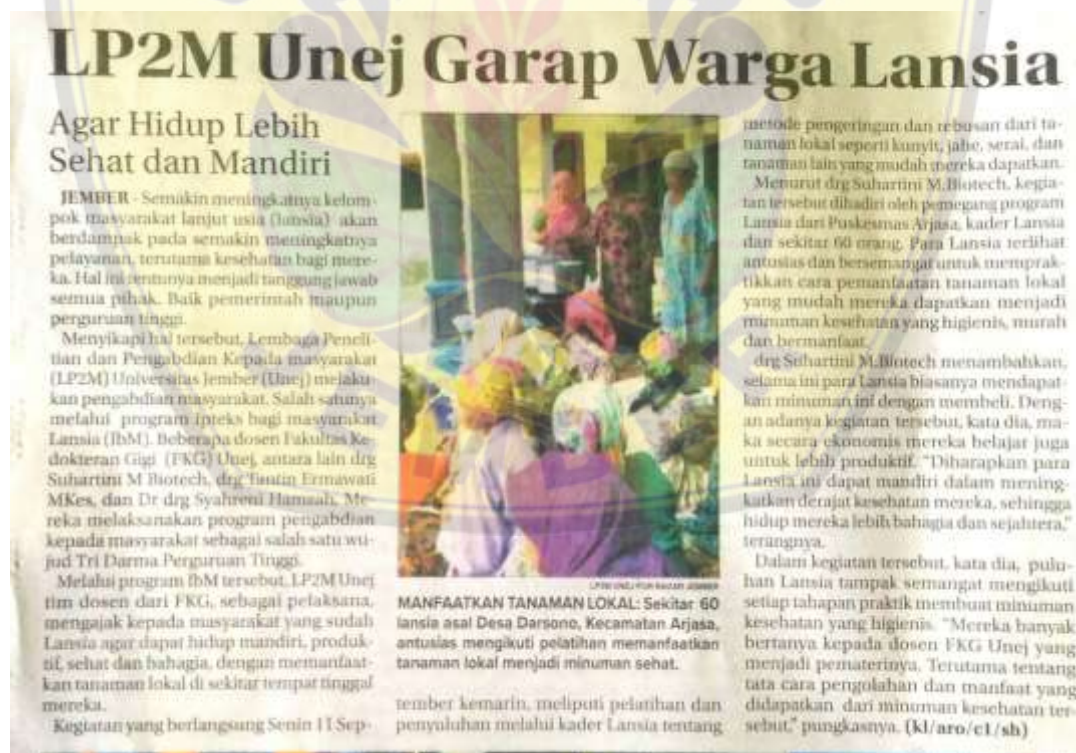 LP2M Unej Garap Warga Lansia
Agar Hidup Lebih
Sehat dan Mandiri
JEMBER - Semakin meningkatnya kelom-
pok masyarakat lanjut usia (lansia) akan
berdampak pada semakin meningkatnya
pelayanan, terutama kesehatan bagi mere-
ka. Hal ini tentunya menjadi tanggung jawab
semua pihak. Baik pemerintah maupun
perguruan tinggi.
Menyikapi hal tersebut, Lembaga Peneli-
tian dan Pengabdian Kepada masyarakat
(LP2M) Universitas Jember (Unej) melaku-
kan pengabdian masyarakat. Salah satunya
melalui program Ipteks bagi masyarakat
Lansia (IbM). Beberapa dosen Fakultas Ke-
dokteran Gigi (FKG) Unej, antara lain drg
Suhartini M Biotech, drg Tantin Ermawati
MKes, dan Dr drg Syahreni Hamzah. Me-
reka melaksanakan program pengabdian
kepada masyarakat sebagai salah satu wu-
jud Tri Darma Perguruan Tinggi.
Melalui program IbM tersebut, LP2M Unej
tim dosen dari FKG, sebagai pelaksana,
mengajak kepada masyarakat yang sudah
Lansia agar dapat hidup mandiri, produk-
tif, sehat dan bahagia, dengan memanfaat-
kan tanaman lokal di sekitar tempat tinggal
mereka.
Kegiatan yang berlangsung Senin 11 Sep-
LP2M UNEJ FOR RADAR JEMBER
MANFAATKAN TANAMAN LOKAL: Sekitar 60
lansia asal Desa Darsono, Kecamatan Arjasa,
antusias mengikuti pelatihan memanfaatkan
tanaman lokal menjadi minuman sehat.
tember kemarin, meliputi pelatihan dan
penyuluhan melalui kader Lansia tentang
metode pengeringan dan rebusan dari ta-
naman lokal seperti kunyit, jahe, serai, dan
tanaman lain yang mudah mereka dapatkan.
Menurut drg Suhartini M.Biotech, kegia-
tan tersebut dihadiri oleh pemegang program
Lansia dari Puskesmas Arjasa, kader Lansia
dan sekitar 60 orang. Para Lansia terlihat
antusias dan bersemangat untuk memprak-
tikkan cara pemanfaatan tanaman lokal
yang mudah mereka dapatkan menjadi
minuman kesehatan yang higienis, murah
dan bermanfaat.
drg Suhartini M.Biotech menambahkan,
selama ini para Lansia biasanya mendapat-
kan minuman ini dengan membeli. Deng-
an adanya kegiatan tersebut, kata dia, ma-
ka secara ekonomis mereka belajar juga
untuk lebih produktif. "Diharapkan para
Lansia ini dapat mandiri dalam mening-
katkan derajat kesehatan mereka, sehingga
hidup mereka lebih bahagia dan sejahtera,"
terangnya.
Dalam kegiatan tersebut, kata dia, pulu-
han Lansia tampak semangat mengikuti
setiap tahapan praktik membuat minuman
kesehatan yang higienis. "Mereka banyak
bertanya kepada dosen FKG Unej yang
menjadi pematerinya. Terutama tentang
tata cara pengolahan dan manfaat yang
didapatkan dari minuman kesehatan ter-
sebut," pungkasnya. (kl/aro/c1/sh)